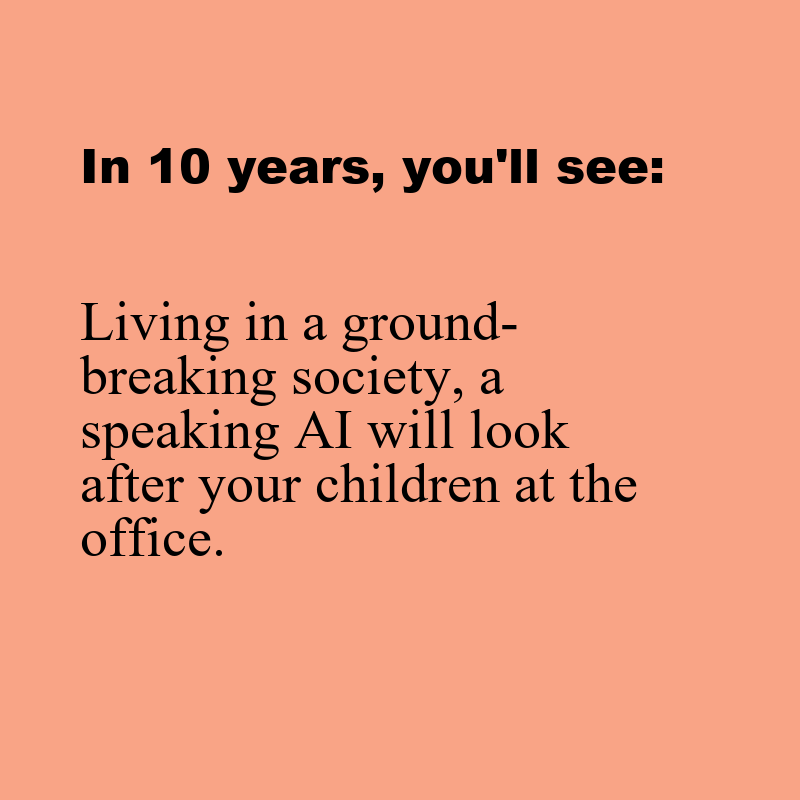 In 10 years, you'll see:
Living in a ground-
breaking society, a
speaking AI will look
after your children at the
office.